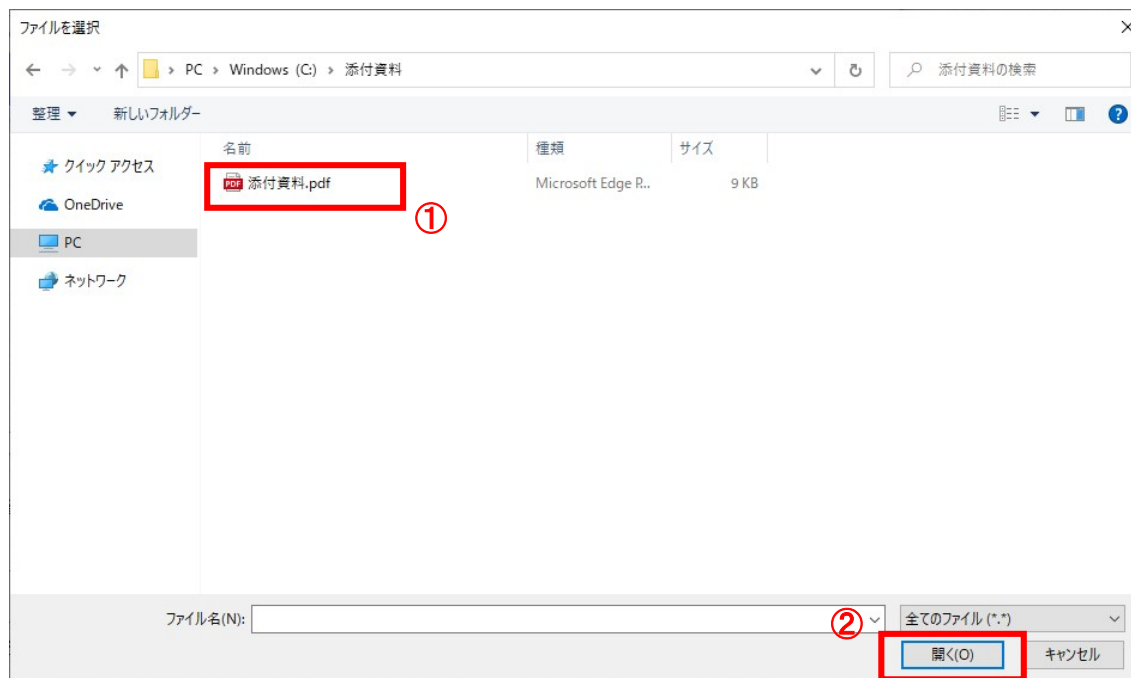 ファイルを選択
PC › Windows (C:) › 添付資料
添付資料の検索
整理
新しいフォルダー
名前
種類
サイズ
クイック アクセス
PDF 添付資料.pdf
Microsoft Edge P...
9 KB
①
OneDrive
PC
ネットワーク
ファイル名(N):
②
全てのファイル (*.*)
開く(O)
キャンセル